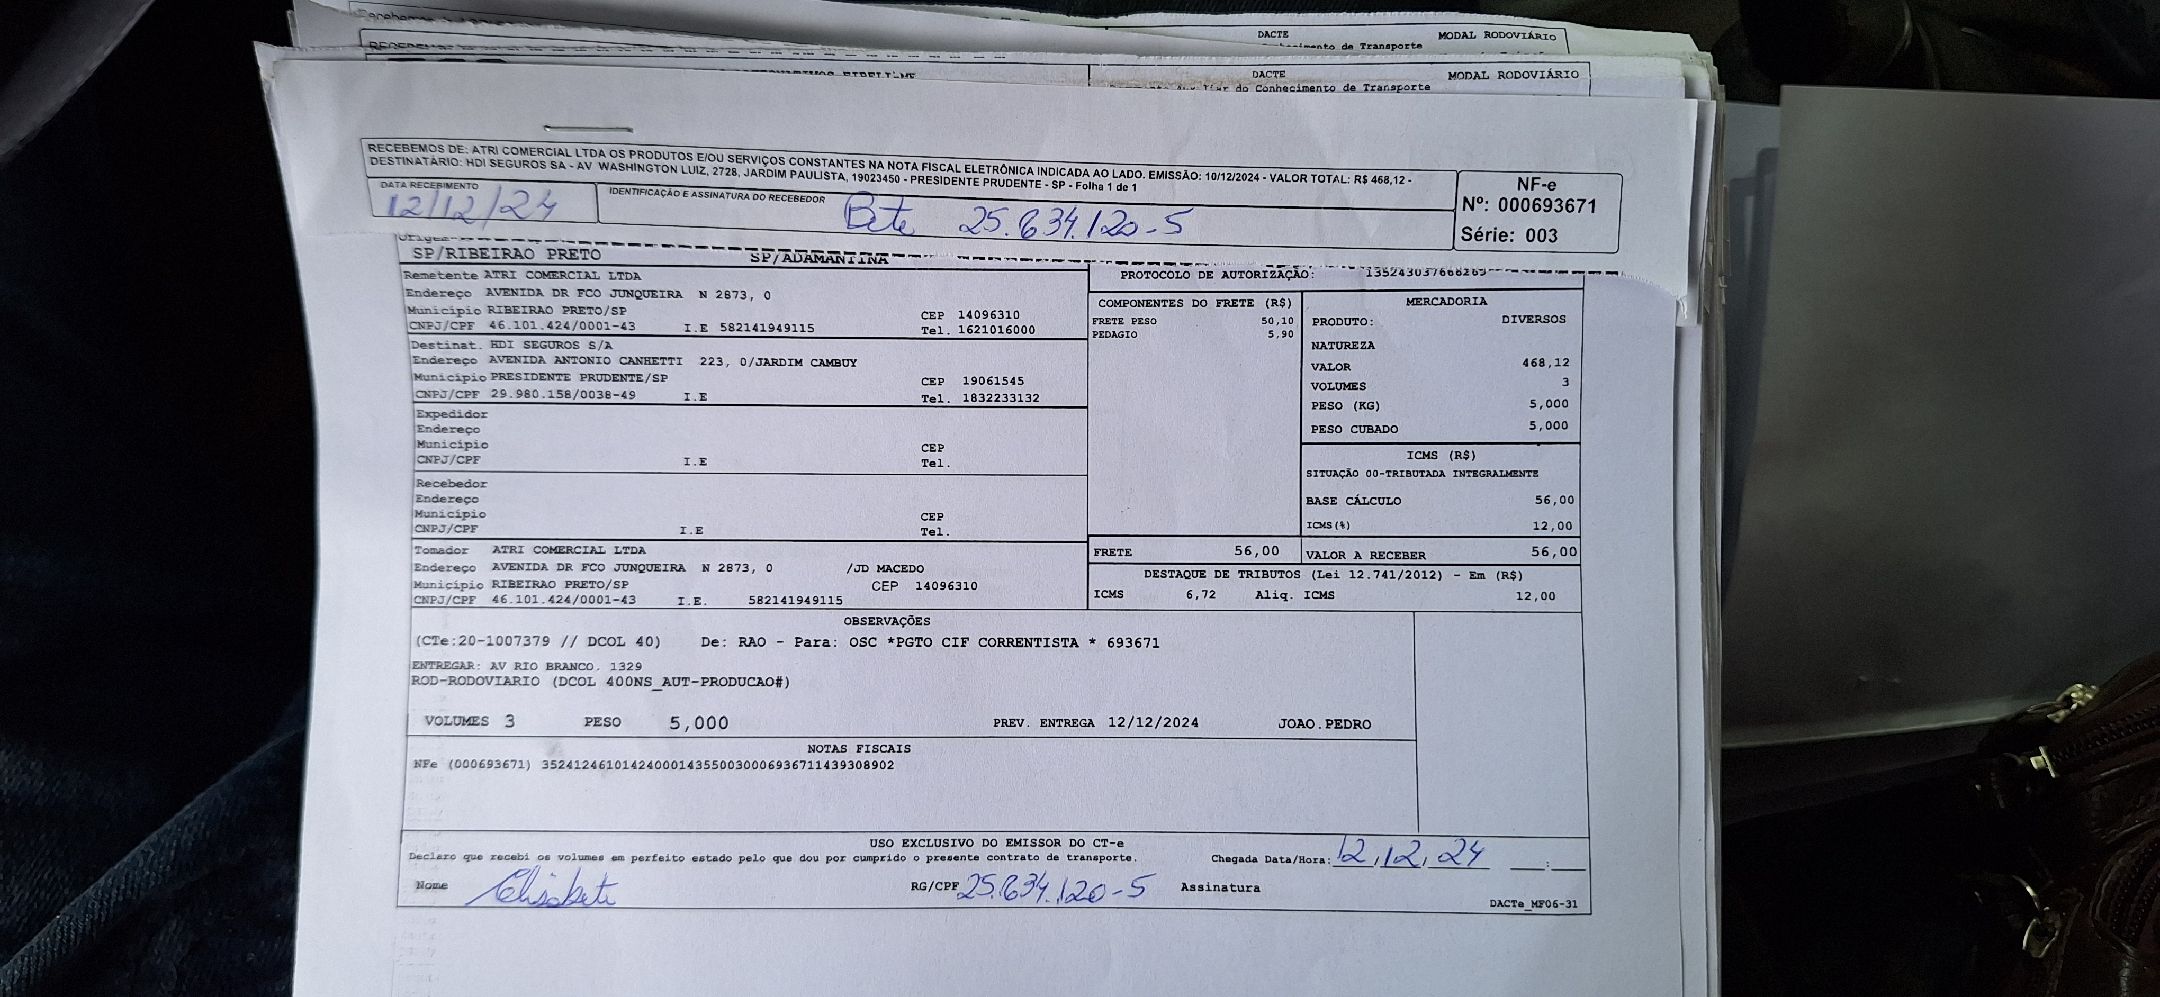 DACTE MODAL RODOVIÁRIO
de Transporte
DACTE MODAL RODOVIÁRIO
do Conhecimento de Transporte
RECEBEMOS DE: ATRI COMERCIAL LTDA OS PRODUTOS E/OU SERVIÇOS CONSTANTES NA NOTA FISCAL ELETRÔNICA INDICADA AO LADO. EMISSÃO: 10/12/2024 - VALOR TOTAL: R$ 468,12 -
DESTINATÁRIO: HDI SEGUROS SA - AV WASHINGTON LUIZ, 2728, JARDIM PAULISTA, 19023450 - PRESIDENTE PRUDENTE - SP - Folha 1 de 1
DATA RECEBIMENTO IDENTIFICAÇÃO E ASSINATURA DO RECEBEDOR
12/12/24 Bete 25.634.120-5
NF-e
Nº: 000693671
Série: 003
SP/RIBEIRAO PRETO SP/ADAMANTINA
PROTOCOLO DE AUTORIZAÇÃO:
Remetente ATRI COMERCIAL LTDA
Endereço AVENIDA DR FCO JUNQUEIRA N 2873, 0
Município RIBEIRAO PRETO/SP CEP 14096310
CNPJ/CPF 46.101.424/0001-43 I.E 582141949115 Tel. 1621016000
Destinat. HDI SEGUROS S/A
Endereço AVENIDA ANTONIO CANHETTI 223, 0/JARDIM CAMBUY
Município PRESIDENTE PRUDENTE/SP CEP 19061545
CNPJ/CPF 29.980.158/0038-49 I.E Tel. 1832233132
Expedidor
Endereço
Município CEP
CNPJ/CPF I.E Tel.
Recebedor
Endereço
Município CEP
CNPJ/CPF I.E Tel.
Tomador ATRI COMERCIAL LTDA
Endereço AVENIDA DR FCO JUNQUEIRA N 2873, 0 /JD MACEDO
Município RIBEIRAO PRETO/SP CEP 14096310
CNPJ/CPF 46.101.424/0001-43 I.E. 582141949115
COMPONENTES DO FRETE (R$)
FRETE PESO 50,10
PEDAGIO 5,90
MERCADORIA
PRODUTO: DIVERSOS
NATUREZA
VALOR 468,12
VOLUMES 3
PESO (KG) 5,000
PESO CUBADO 5,000
ICMS (R$)
SITUAÇÃO 00-TRIBUTADA INTEGRALMENTE
BASE CÁLCULO 56,00
ICMS(%) 12,00
FRETE 56,00 VALOR A RECEBER 56,00
DESTAQUE DE TRIBUTOS (Lei 12.741/2012) - Em (R$)
ICMS 6,72 Aliq. ICMS 12,00
OBSERVAÇÕES
(CTe:20-1007379 // DCOL 40) De: RAO - Para: OSC *PGTO CIF CORRENTISTA * 693671
ENTREGAR: AV RIO BRANCO, 1329
ROD-RODOVIARIO (DCOL 400NS_AUT-PRODUCAO#)
VOLUMES 3 PESO 5,000 PREV. ENTREGA 12/12/2024 JOAO.PEDRO
NOTAS FISCAIS
NFe (000693671) 35241246101424000143550030006936711439308902
USO EXCLUSIVO DO EMISSOR DO CT-e
Declaro que recebi os volumes em perfeito estado pelo que dou por cumprido o presente contrato de transporte. Chegada Data/Hora: 12,12,24 __:__
Nome Elisabeti RG/CPF 25.634.120-5 Assinatura
DACTe_MF06-31